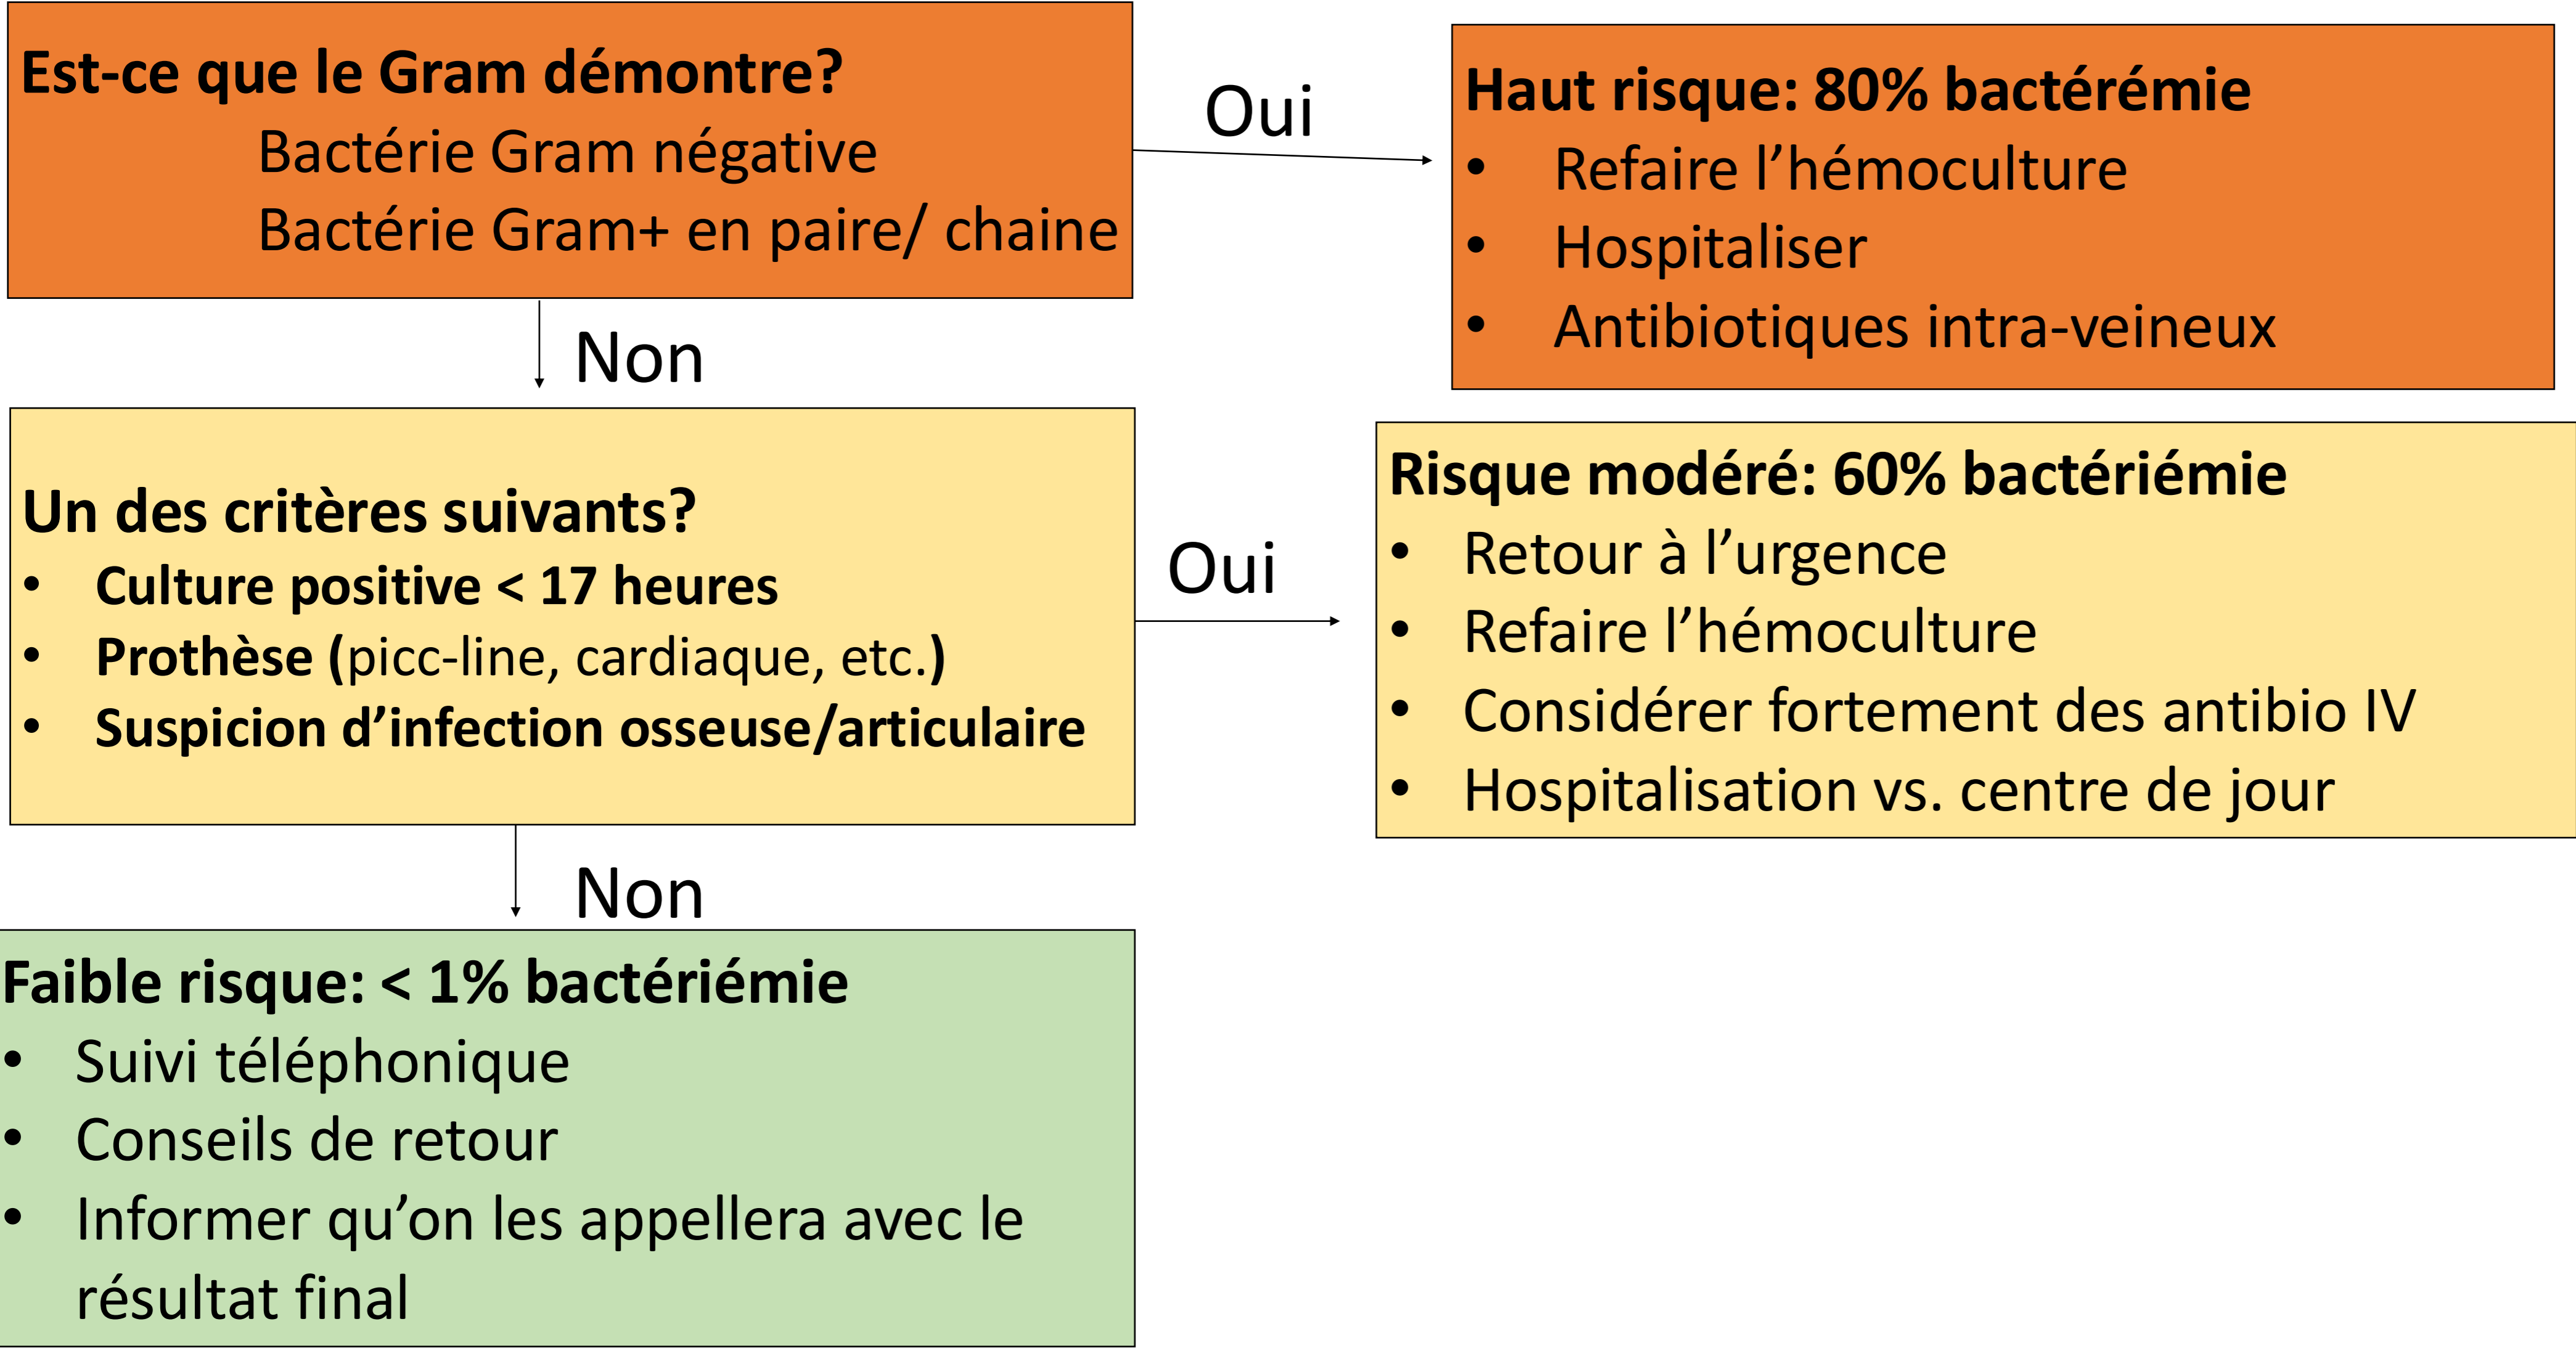 Est-ce que le Gram démontre?
Bactérie Gram négative
Bactérie Gram+ en paire/ chaine
Oui
Haut risque: 80% bactérémie
• Refaire l’hémoculture
• Hospitaliser
• Antibiotiques intra-veineux
Non
Un des critères suivants?
• Culture positive < 17 heures
• Prothèse (picc-line, cardiaque, etc.)
• Suspicion d’infection osseuse/articulaire
Oui
Risque modéré: 60% bactériémie
• Retour à l’urgence
• Refaire l’hémoculture
• Considérer fortement des antibio IV
• Hospitalisation vs. centre de jour
Non
Faible risque: < 1% bactériémie
• Suivi téléphonique
• Conseils de retour
• Informer qu’on les appellera avec le
résultat final